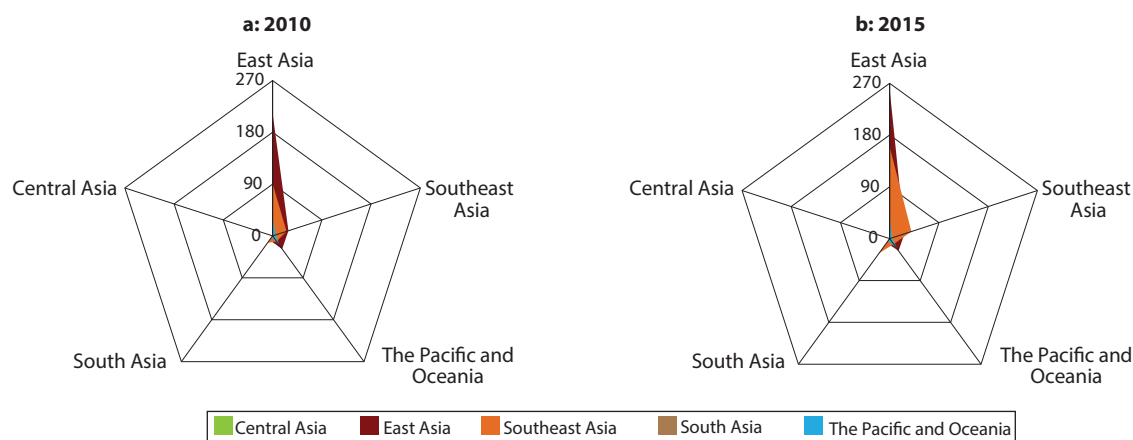 a: 2010
East Asia
270
180
90
0
Central Asia
Southeast
Asia
South Asia
The Pacific and
Oceania
b: 2015
East Asia
270
180
90
0
Central Asia
Southeast
Asia
South Asia
The Pacific and
Oceania
Central Asia East Asia Southeast Asia South Asia The Pacific and Oceania